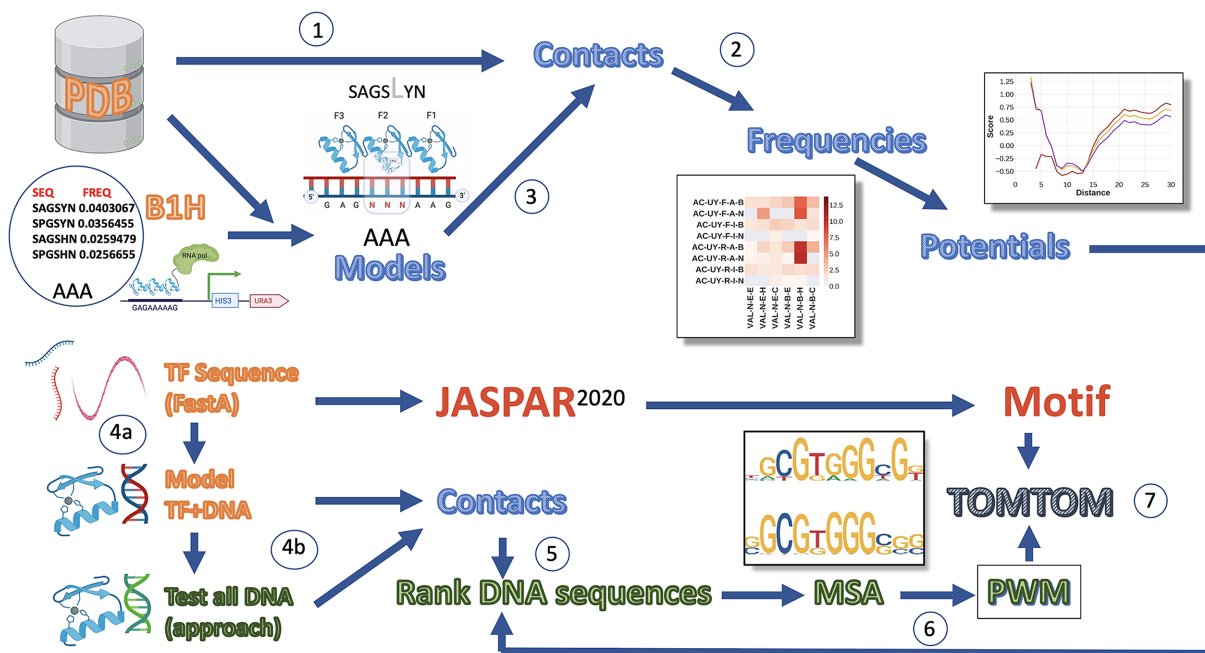 1
Contacts
2
PDB
SAGSLYN
F3
F2
F1
Leu
5'
GAGNNNAAG
3'
3
AAA
Models
SEQ FREQ
SAGSYN 0.0403067
SPGSYN 0.0356455
SAGSHN 0.0259479
SPGSHN 0.0256655
AAA
B1H
RNA pol
GAGAAAAAG
HIS3
URA3
Frequencies
AC-UY-F-A-B
AC-UY-F-A-N
AC-UY-F-I-B
AC-UY-F-I-N
AC-UY-R-A-B
AC-UY-R-A-N
AC-UY-R-I-B
AC-UY-R-I-N
VAL-N-E-E
VAL-N-E-H
VAL-N-E-C
VAL-N-B-E
VAL-N-B-H
VAL-N-B-C
12.5
10.0
7.5
5.0
2.5
0.0
Potentials
Score
1.25
1.00
0.75
0.50
0.25
0.00
−0.25
−0.50
0 5 10 15 20 25 30
Distance
TF Sequence
(FastA)
JASPAR2020
Motif
4a
Model
TF+DNA
Contacts
TOMTOM
7
4b
5
Test all DNA
(approach)
Rank DNA sequences
MSA
PWM
6
GCGTGGGCGG
GCGTGGGCGG